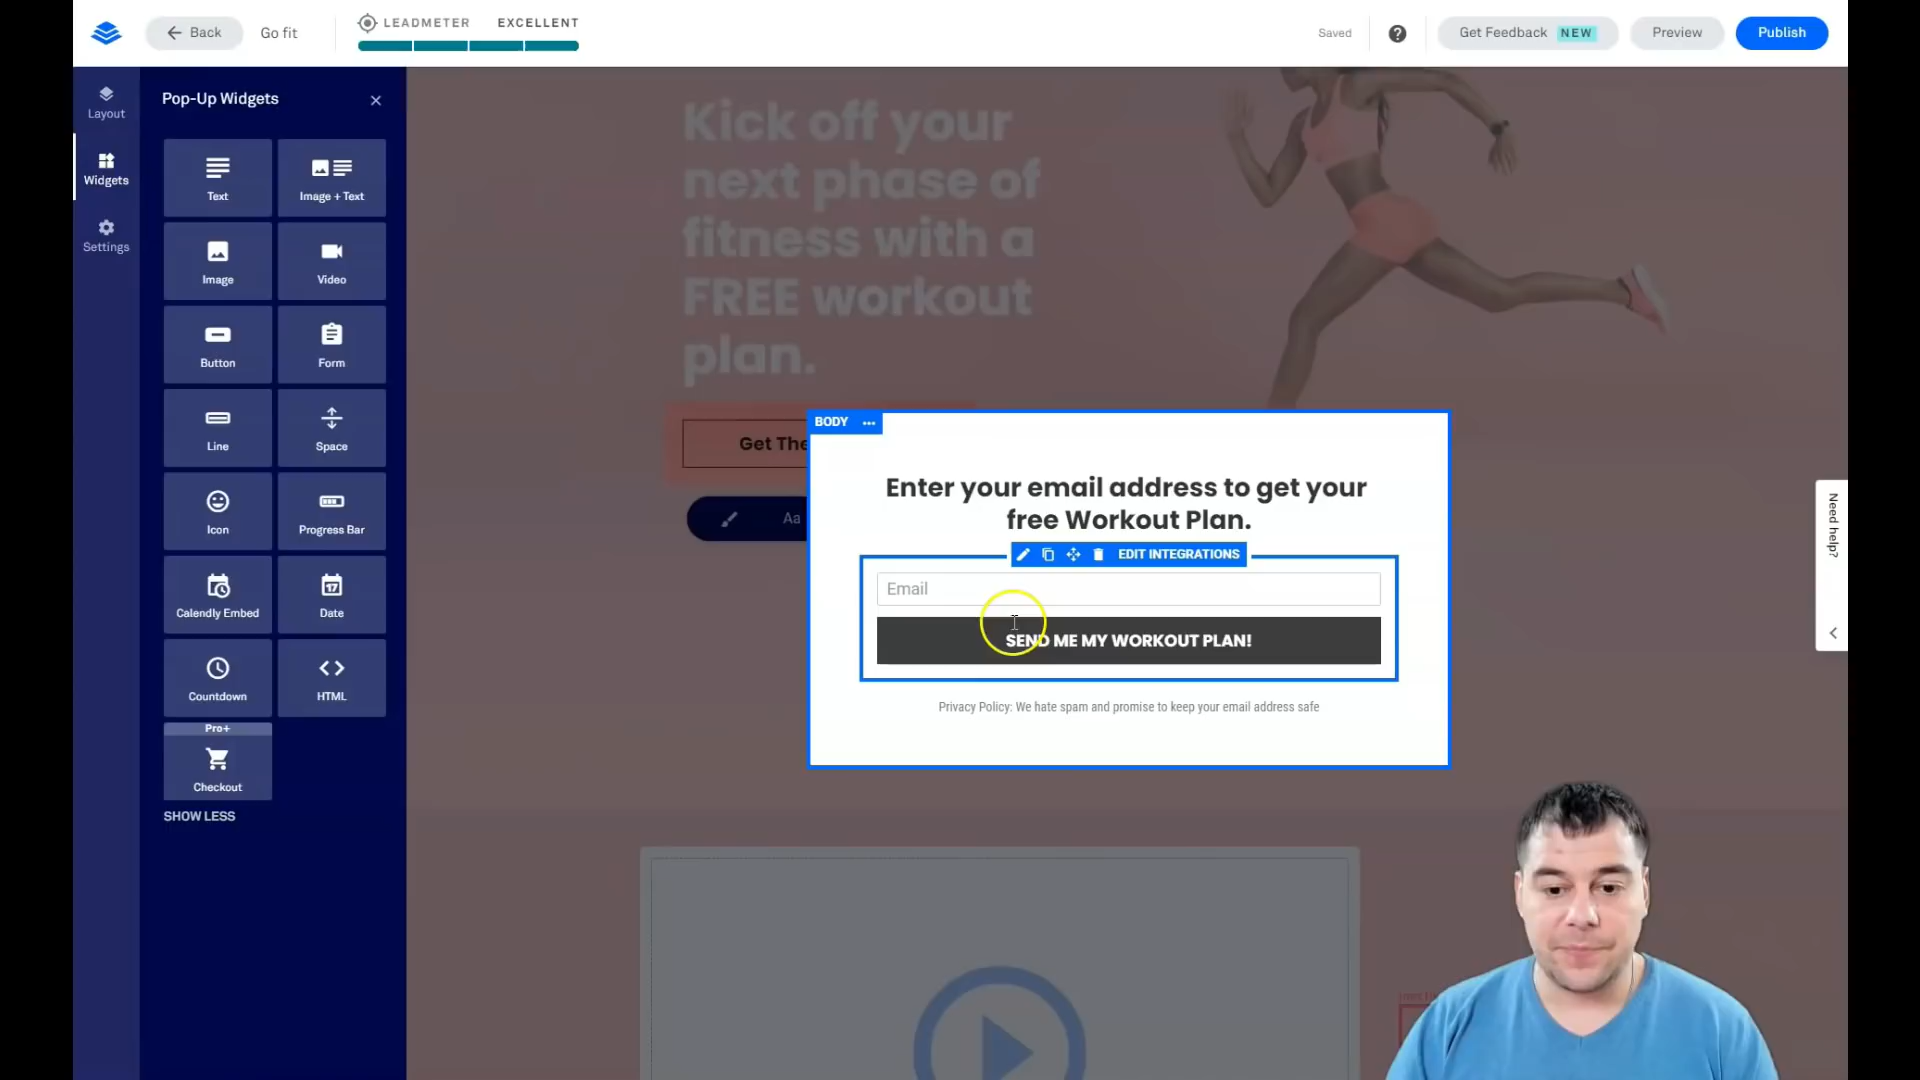 Back
Go fit
LEADMETER
EXCELLENT
Saved
Get Feedback NEW
Preview
Publish
Layout
Widgets
Settings
Pop-Up Widgets
Text
Image + Text
Image
Video
Button
Form
Line
Space
Icon
Progress Bar
Calendly Embed
17
Date
Countdown
HTML
Pro+
Checkout
SHOW LESS
Kick off your
next phase of
fitness with a
FREE workout
plan.
Get The
Aa
BODY
Enter your email address to get your
free Workout Plan.
EDIT INTEGRATIONS
Email
SEND ME MY WORKOUT PLAN!
Privacy Policy: We hate spam and promise to keep your email address safe
Need help?